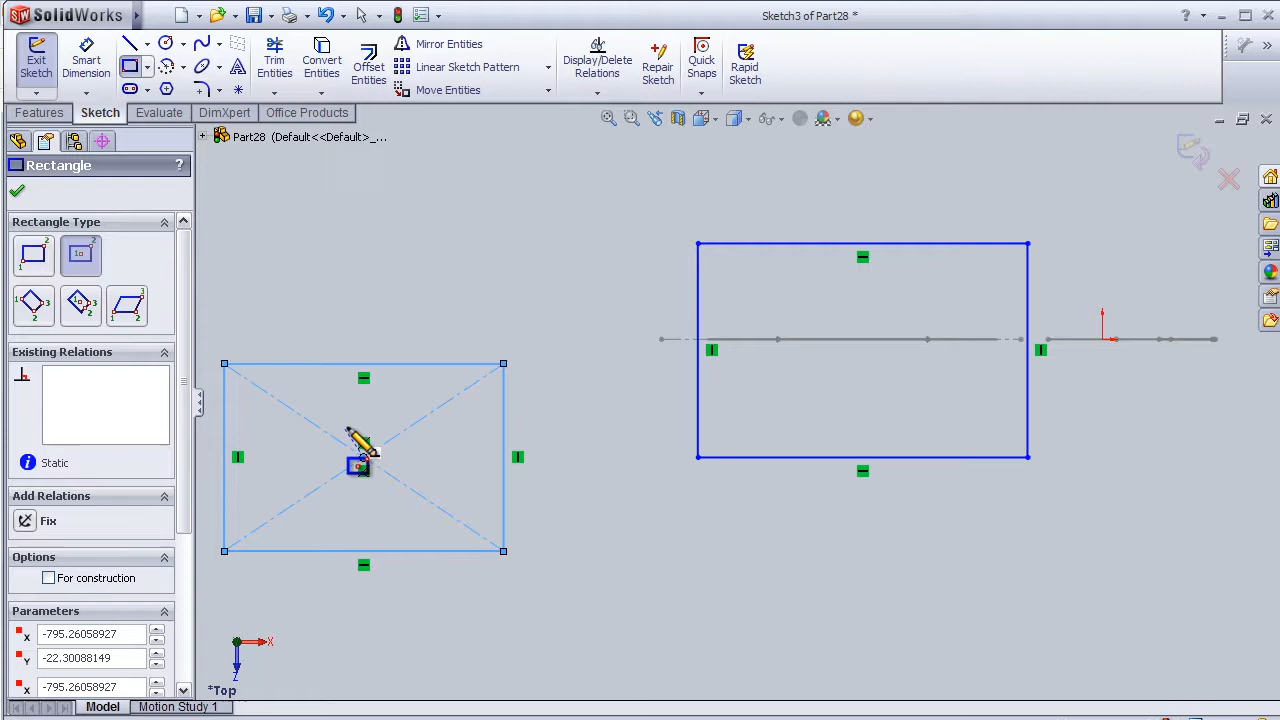 SolidWorks
Sketch3 of Part28 *
Exit Sketch
Smart Dimension
Trim Entities
Convert Entities
Offset Entities
Mirror Entities
Linear Sketch Pattern
Move Entities
Display/Delete Relations
Repair Sketch
Quick Snaps
Rapid Sketch
Features
Sketch
Evaluate
DimXpert
Office Products
Part28 (Default<<Default>_...
Rectangle
?
Rectangle Type
Existing Relations
Static
Add Relations
Fix
Options
For construction
Parameters
X -795.26058927
Y -22.30088149
X -795.26058927
X
Z
*Top
Model
Motion Study 1